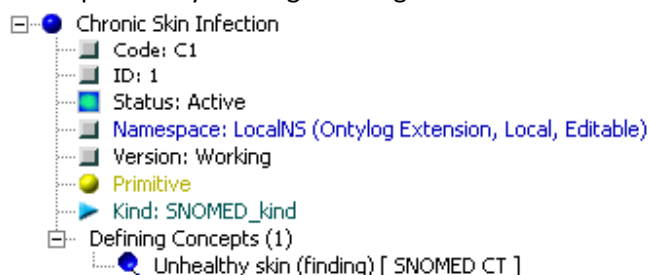 Chronic Skin Infection
Code: C1
ID: 1
Status: Active
Namespace: LocalNS (Ontylog Extension, Local, Editable)
Version: Working
Primitive
Kind: SNOMED_kind
Defining Concepts (1)
Unhealthy skin (finding) [ SNOMED CT ]